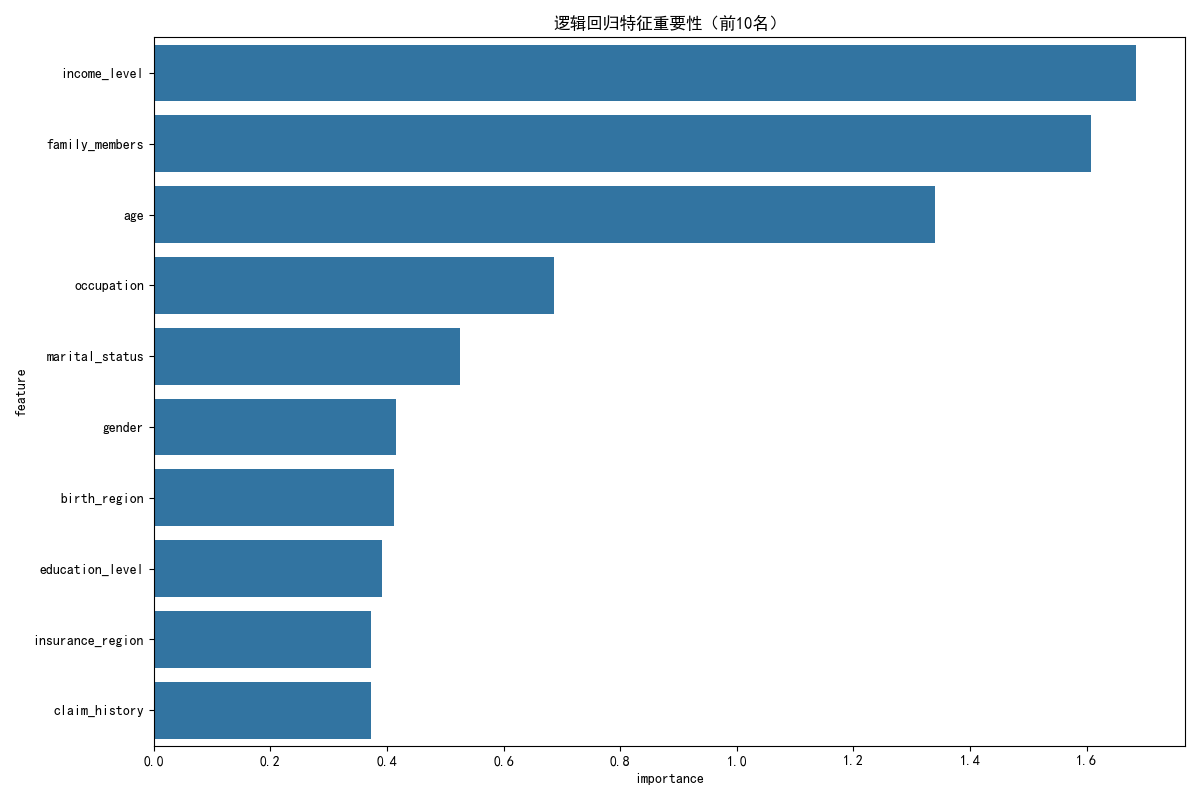 逻辑回归特征重要性（前10名）
income_level
family_members
age
occupation
marital_status
gender
birth_region
education_level
insurance_region
claim_history
feature
0.0 0.2 0.4 0.6 0.8 1.0 1.2 1.4 1.6
importance